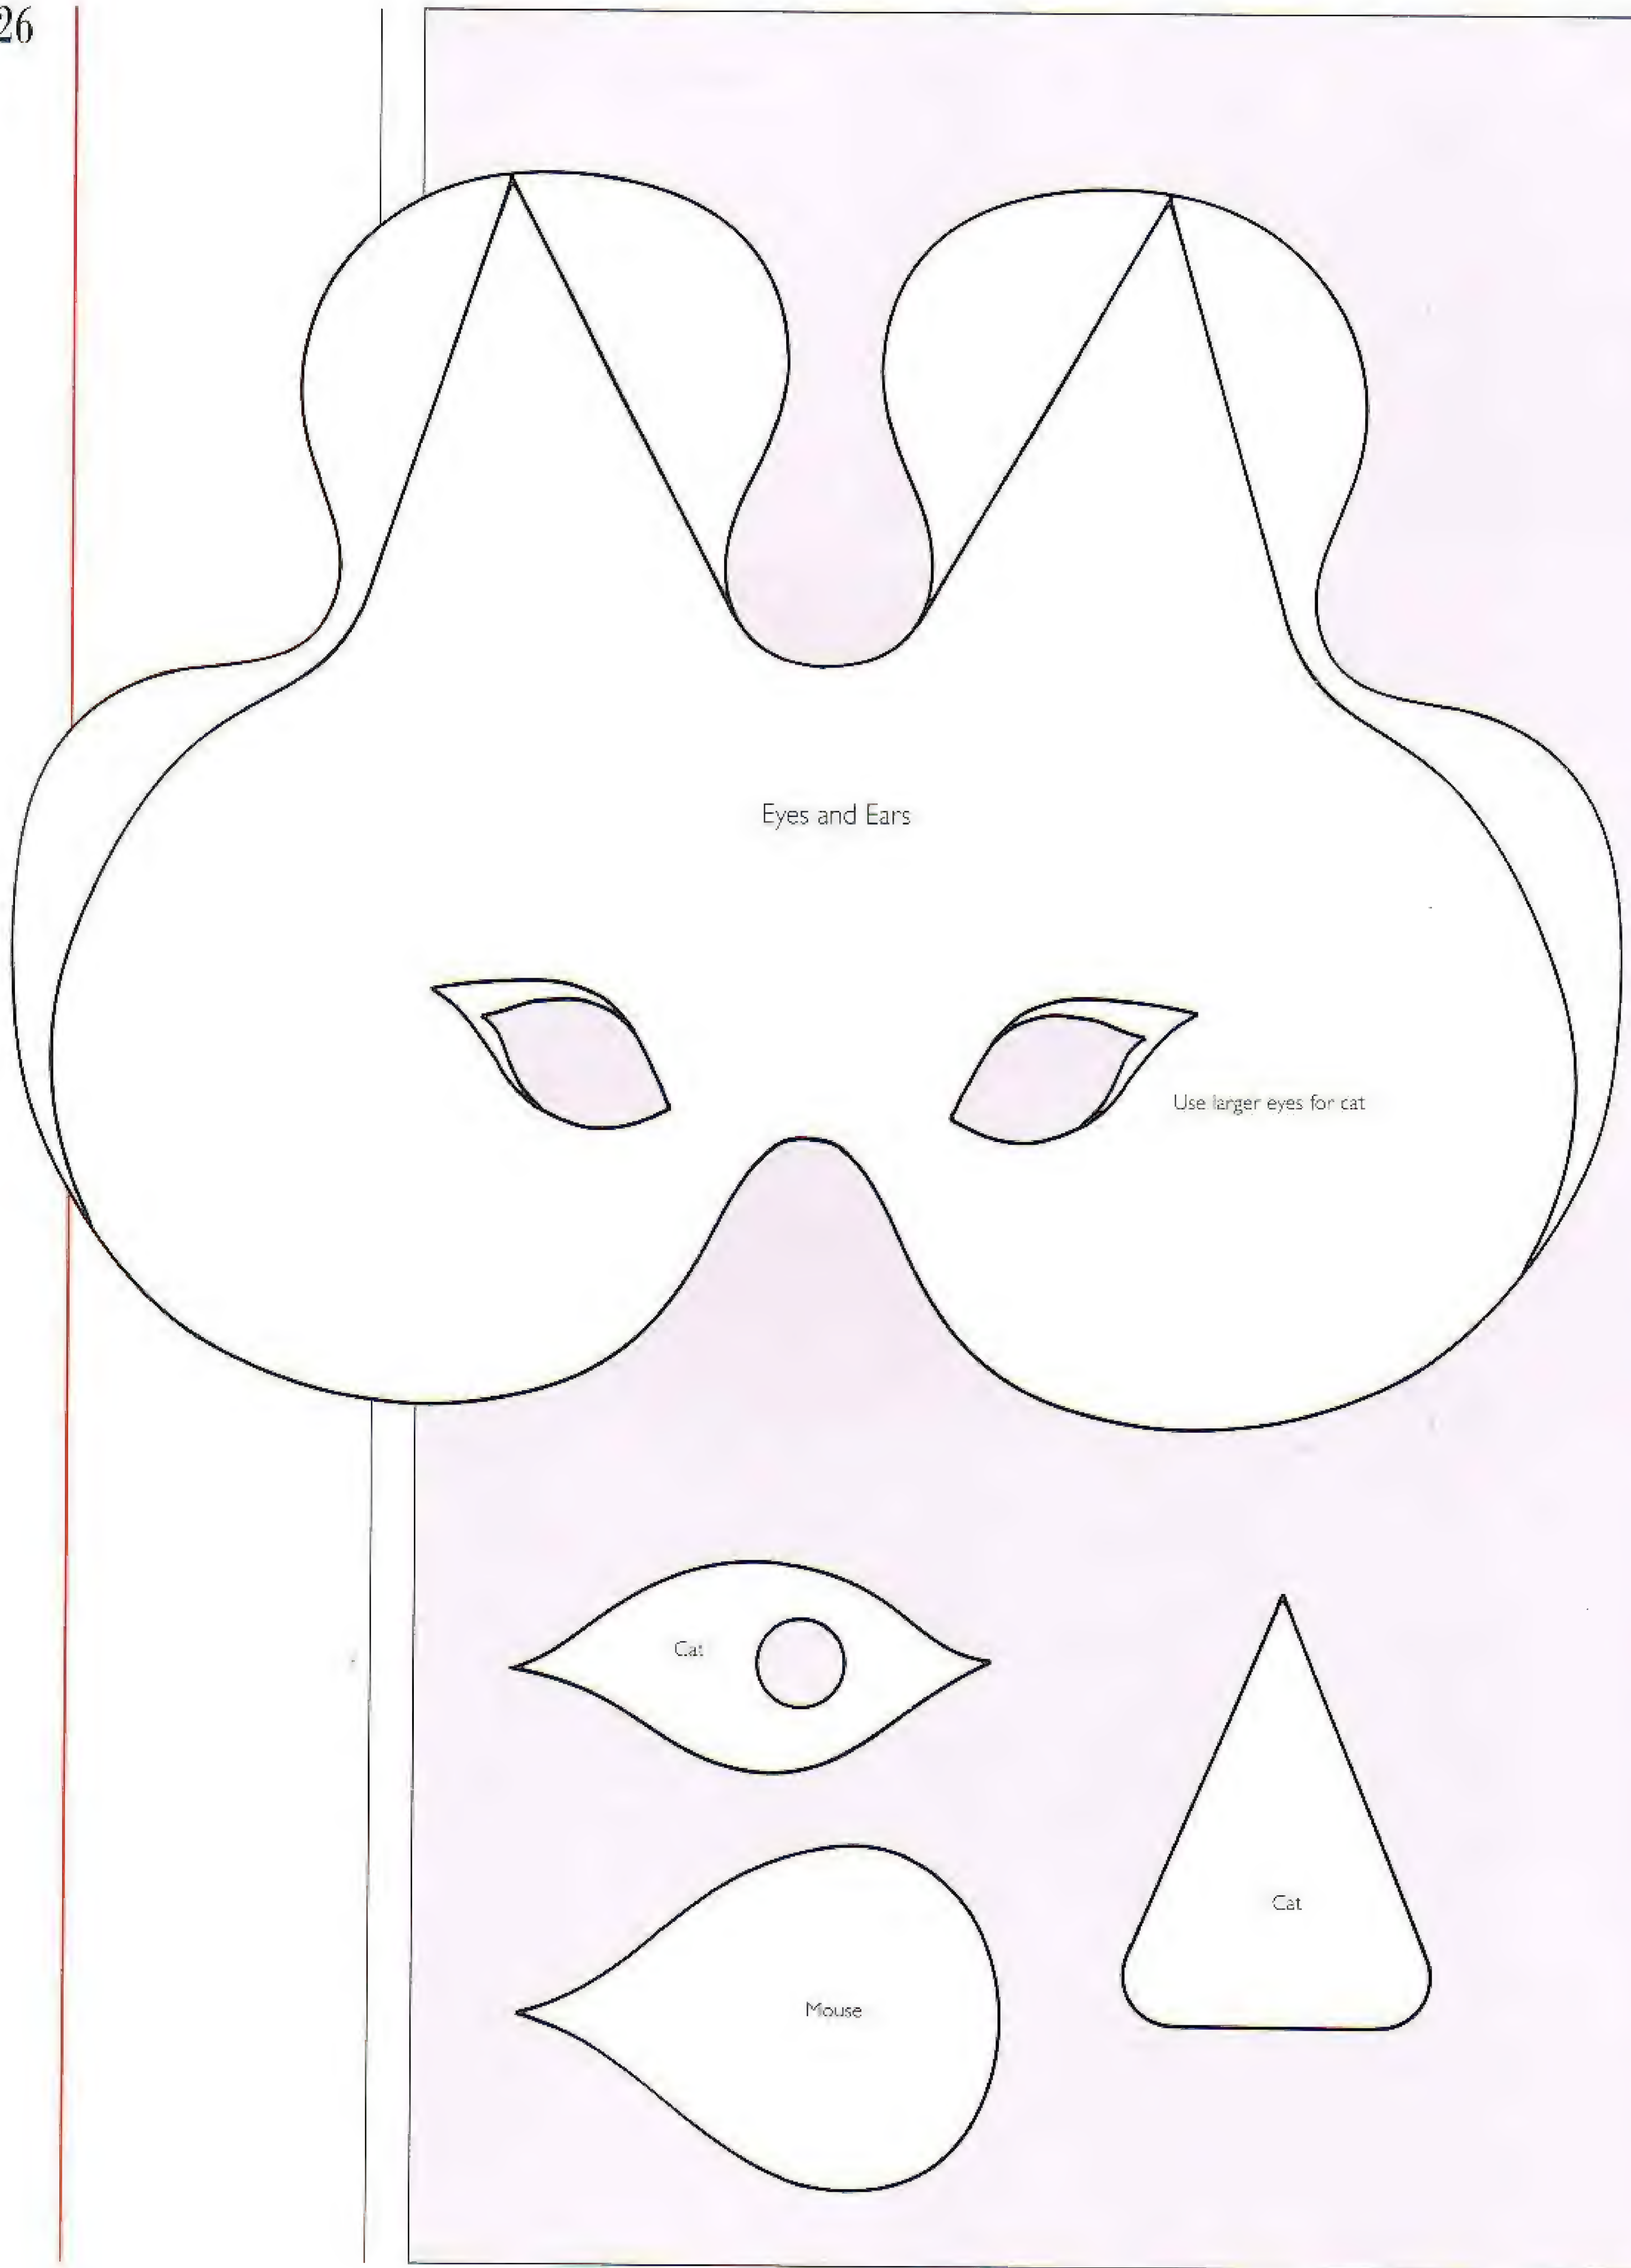 26
Eyes and Ears
Use larger eyes for cat
Cat
Cat
Mouse